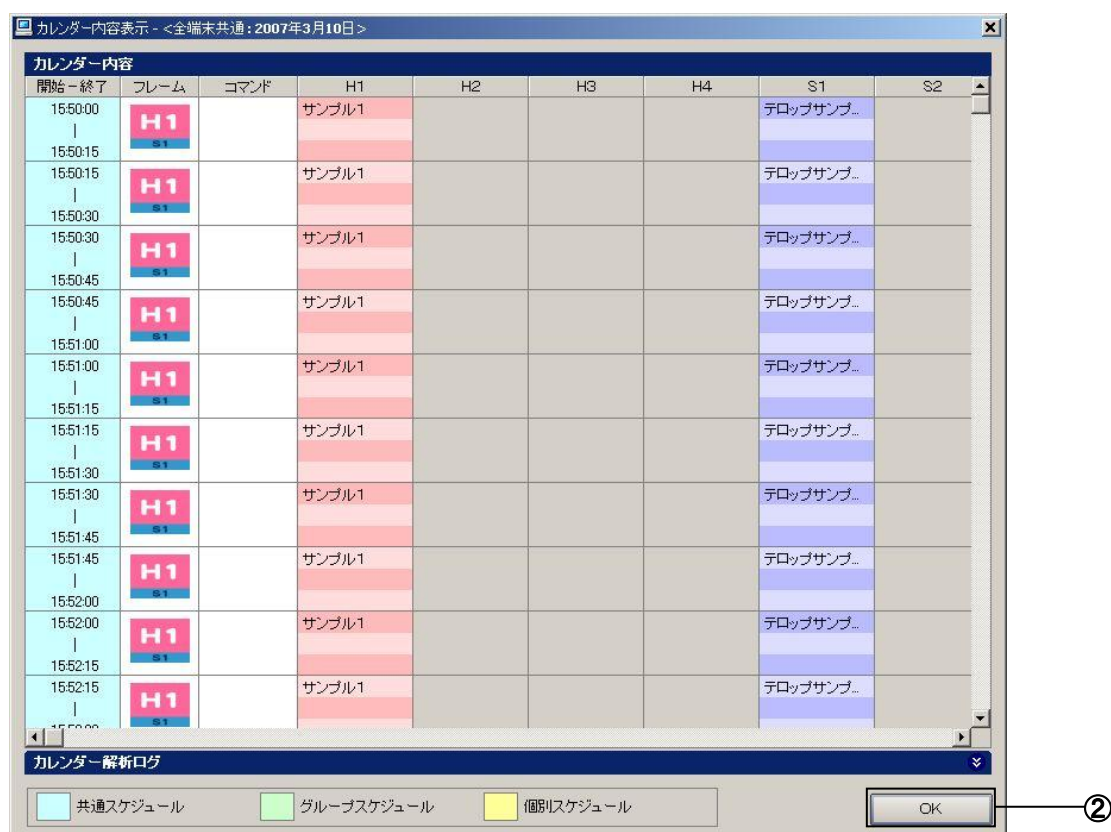 カレンダー内容表示 - <全端末共通：2007年3月10日>
カレンダー内容
開始－終了 フレーム コマンド H1 H2 H3 H4 S1 S2
15:50:00 H1 サンプル1 テロップサンプ...
|
15:50:15 S1
15:50:15 H1 サンプル1 テロップサンプ...
|
15:50:30 S1
15:50:30 H1 サンプル1 テロップサンプ...
|
15:50:45 S1
15:50:45 H1 サンプル1 テロップサンプ...
|
15:51:00 S1
15:51:00 H1 サンプル1 テロップサンプ...
|
15:51:15 S1
15:51:15 H1 サンプル1 テロップサンプ...
|
15:51:30 S1
15:51:30 H1 サンプル1 テロップサンプ...
|
15:51:45 S1
15:51:45 H1 サンプル1 テロップサンプ...
|
15:52:00 S1
15:52:00 H1 サンプル1 テロップサンプ...
|
15:52:15 S1
15:52:15 H1 サンプル1 テロップサンプ...
|
S1
カレンダー解析ログ
共通スケジュール グループスケジュール 個別スケジュール OK ②